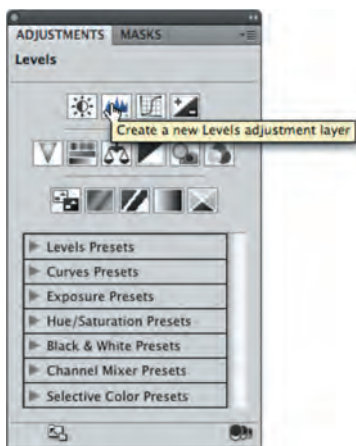 ADJUSTMENTS MASKS
Levels
Create a new Levels adjustment layer
Levels Presets
Curves Presets
Exposure Presets
Hue/Saturation Presets
Black & White Presets
Channel Mixer Presets
Selective Color Presets